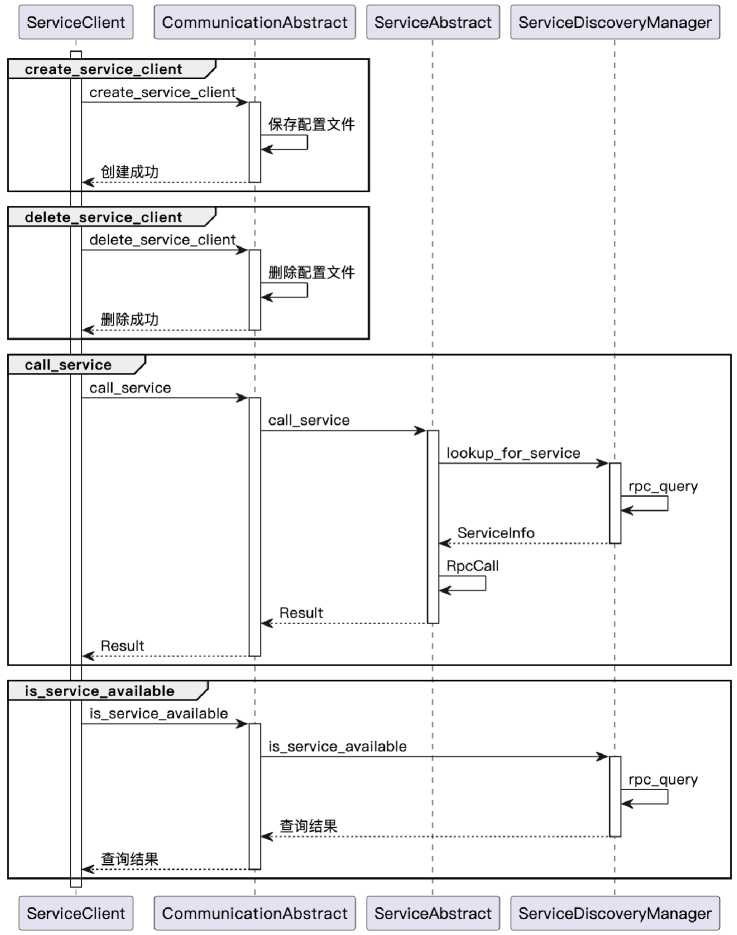 ServiceClient
CommunicationAbstract
ServiceAbstract
ServiceDiscoveryManager
create_service_client
create_service_client
保存配置文件
创建成功
delete_service_client
delete_service_client
删除配置文件
删除成功
call_service
call_service
call_service
lookup_for_service
rpc_query
ServiceInfo
RpcCall
Result
Result
is_service_available
is_service_available
is_service_available
rpc_query
查询结果
查询结果
ServiceClient
CommunicationAbstract
ServiceAbstract
ServiceDiscoveryManager